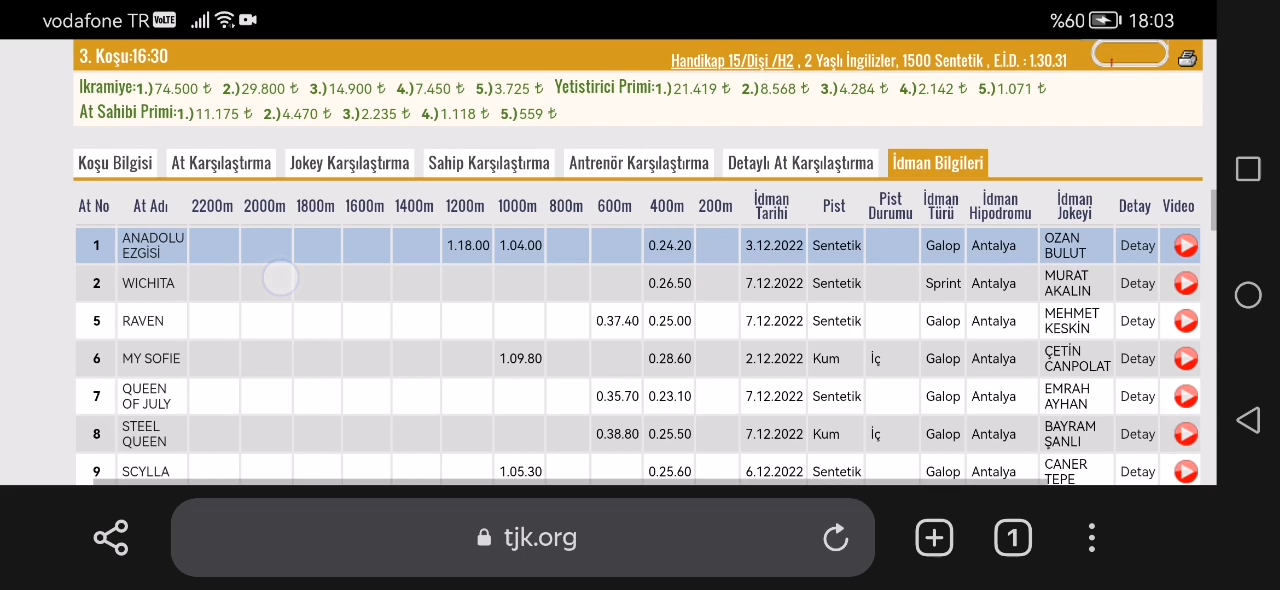 vodafone TR VoLTE %60 18:03
3. Koşu:16:30 Handikap 15/Dişi /H2 , 2 Yaşlı İngilizler, 1500 Sentetik , E.İ.D. : 1.30.31
Ikramiye:1.)74.500 ₺ 2.)29.800 ₺ 3.)14.900 ₺ 4.)7.450 ₺ 5.)3.725 ₺ Yetistirici Primi:1.)21.419 ₺ 2.)8.568 ₺ 3.)4.284 ₺ 4.)2.142 ₺ 5.)1.071 ₺
At Sahibi Primi:1.)11.175 ₺ 2.)4.470 ₺ 3.)2.235 ₺ 4.)1.118 ₺ 5.)559 ₺
Koşu Bilgisi At Karşılaştırma Jokey Karşılaştırma Sahip Karşılaştırma Antrenör Karşılaştırma Detaylı At Karşılaştırma İdman Bilgileri
At No At Adı 2200m 2000m 1800m 1600m 1400m 1200m 1000m 800m 600m 400m 200m İdman Tarihi Pist Pist Durumu İdman Türü İdman Hipodromu İdman Jokeyi Detay Video
1 ANADOLU EZGİSİ 1.18.00 1.04.00 0.24.20 3.12.2022 Sentetik Galop Antalya OZAN BULUT Detay
2 WICHITA 0.26.50 7.12.2022 Sentetik Sprint Antalya MURAT AKALIN Detay
5 RAVEN 0.37.40 0.25.00 7.12.2022 Sentetik Galop Antalya MEHMET KESKİN Detay
6 MY SOFIE 1.09.80 0.28.60 2.12.2022 Kum İç Galop Antalya ÇETİN CANPOLAT Detay
7 QUEEN OF JULY 0.35.70 0.23.10 7.12.2022 Sentetik Galop Antalya EMRAH AYHAN Detay
8 STEEL QUEEN 0.38.80 0.25.50 7.12.2022 Kum İç Galop Antalya BAYRAM ŞANLI Detay
9 SCYLLA 1.05.30 0.25.60 6.12.2022 Sentetik Galop Antalya CANER TEPE Detay
tjk.org 1